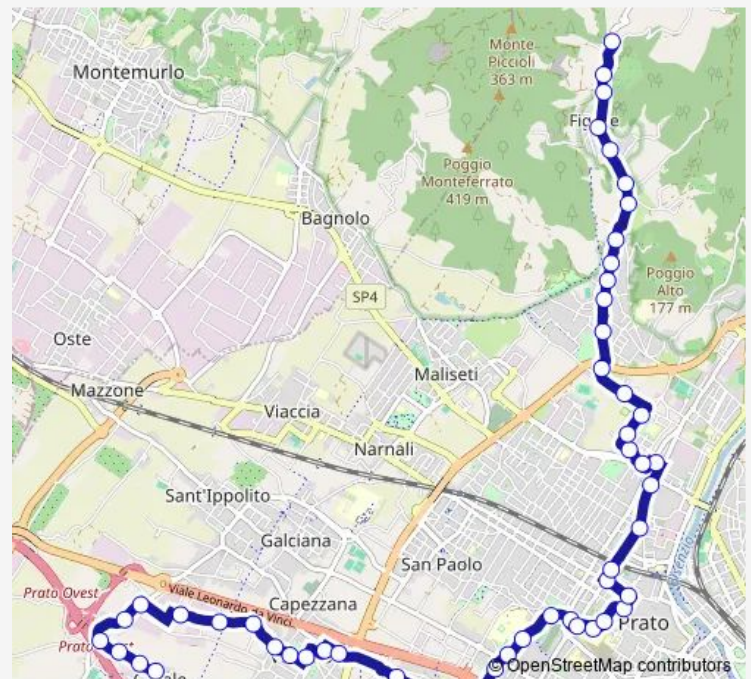 Montemurlo
Monte
Piccioli
363 m
Poggio
Monteferrato
419 m
Bagnolo
Poggio
Alto
177 m
SP4
Oste
Mazzone
Maliseti
Viaccia
Narnali
Sant'Ippolito
Galciana
San Paolo
Prato Ovest
Viale Leonardo da Vinci
Capezzana
Prato
© OpenStreetMap contributors